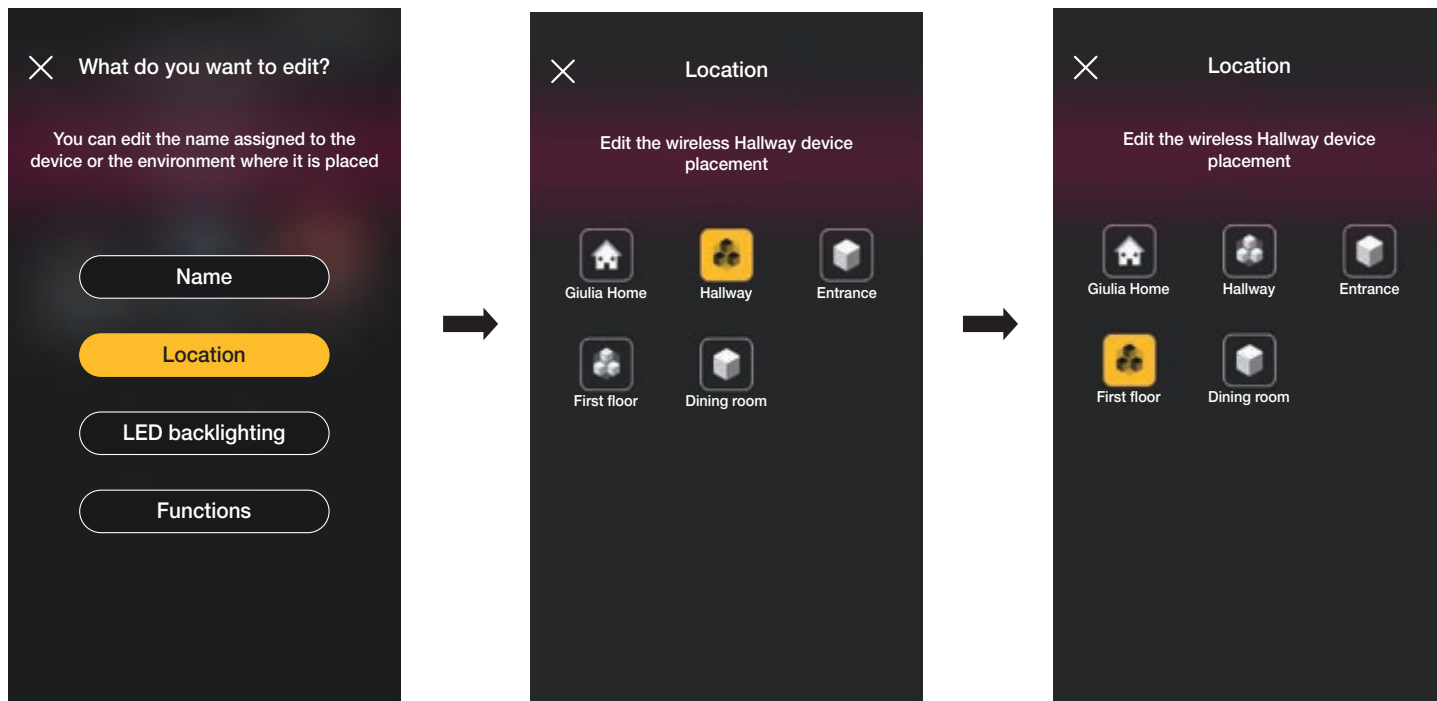 What do you want to edit?
You can edit the name assigned to the
device or the environment where it is placed
Name
Location
LED backlighting
Functions
Location
Edit the wireless Hallway device
placement
Giulia Home
Hallway
Entrance
First floor
Dining room
Location
Edit the wireless Hallway device
placement
Giulia Home
Hallway
Entrance
First floor
Dining room